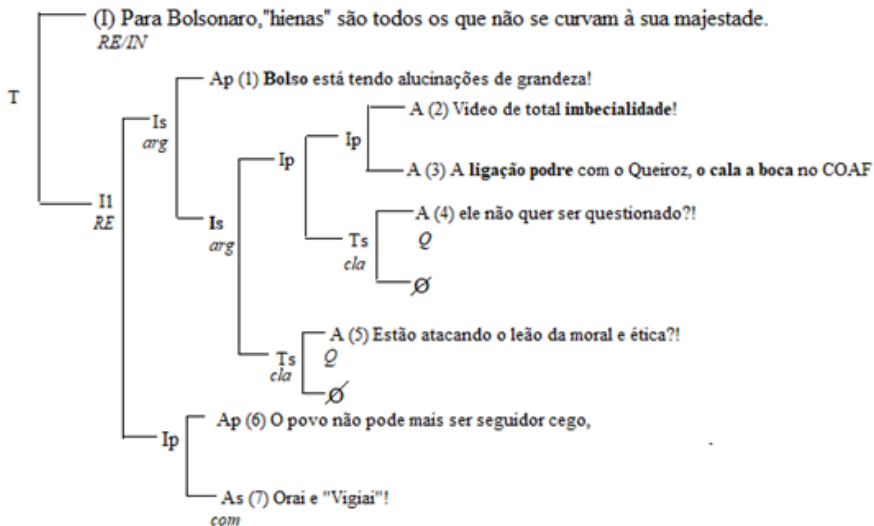 (I) Para Bolsonaro,"hienas" são todos os que não se curvam à sua majestade.
RE/IN
Ap (1) Bolso está tendo alucinações de grandeza!
T
A (2) Video de total imbecialidade!
Is
arg
Ip
Ip
A (3) A ligação podre com o Queiroz, o cala a boca no COAF
I1
RE
Is
arg
A (4) ele não quer ser questionado?!
Q
Ts
cla
Ø
A (5) Estão atacando o leão da moral e ética?!
Q
Ts
cla
Ø
Ap (6) O povo não pode mais ser seguidor cego,
Ip
As (7) Orai e "Vigiai"!
com